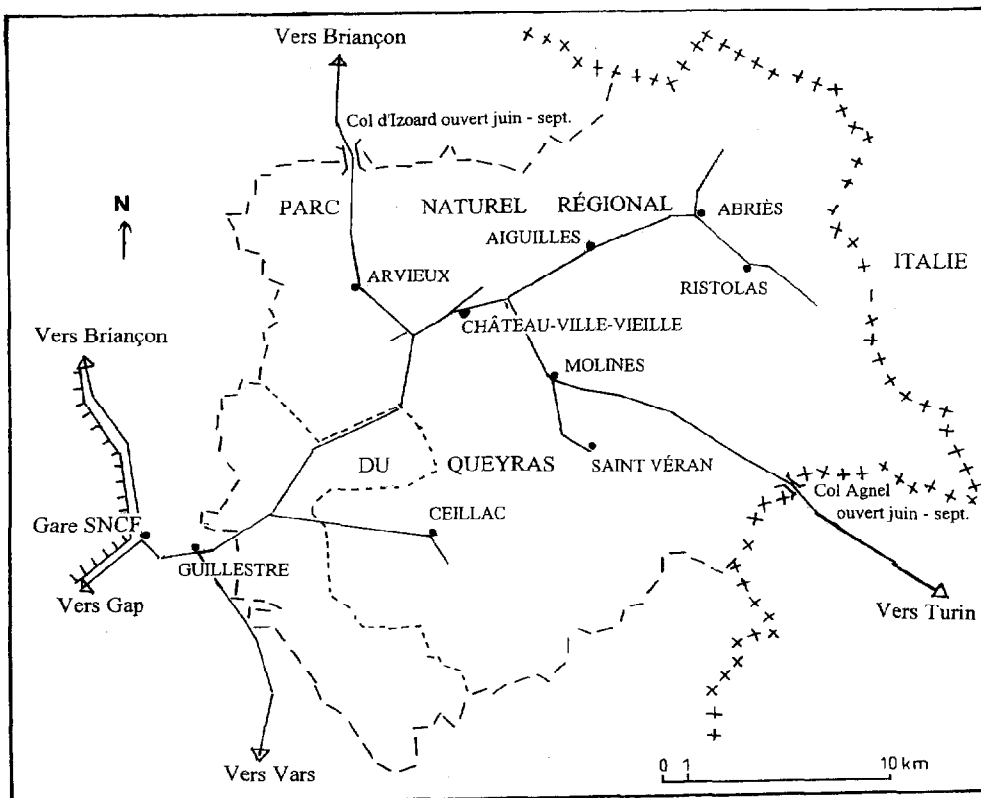 Vers Briançon
Col d'Izoard ouvert juin - sept.
N
PARC NATUREL RÉGIONAL
ABRIÈS
AIGUILLES
ITALIE
ARVIEUX
RISTOLAS
CHÂTEAU-VILLE-VIEILLE
Vers Briançon
MOLINES
DU QUEYRAS
SAINT VÉRAN
Col Agnel
ouvert juin - sept.
CEILLAC
Gare SNCF
GUILLESTRE
Vers Gap
Vers Turin
Vers Vars
0 1 10 km